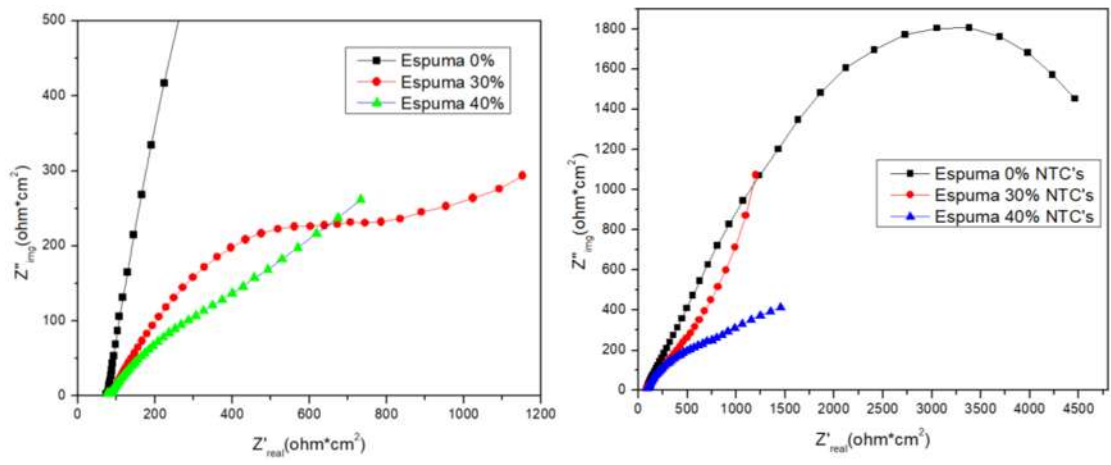 500
400
300
200
100
0
Z''img(ohm*cm²)
Espuma 0%
Espuma 30%
Espuma 40%
0 200 400 600 800 1000 1200
Z'real(ohm*cm²)
1800
1600
1400
1200
1000
800
600
400
200
0
Z''img(ohm*cm²)
Espuma 0% NTC's
Espuma 30% NTC's
Espuma 40% NTC's
0 500 1000 1500 2000 2500 3000 3500 4000 4500
Z'real(ohm*cm²)